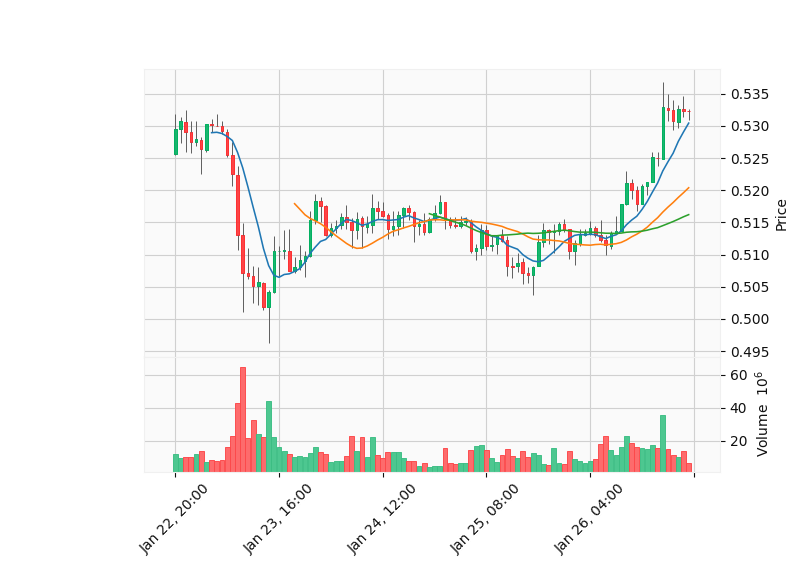 0.535
0.530
0.525
0.520
0.515
0.510
0.505
0.500
0.495
Price
60
40
20
Volume 10⁶
Jan 22, 20:00
Jan 23, 16:00
Jan 24, 12:00
Jan 25, 08:00
Jan 26, 04:00